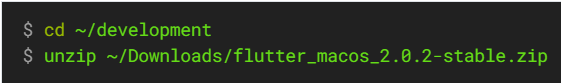 $ cd ~/development
$ unzip ~/Downloads/flutter_macos_2.0.2-stable.zip